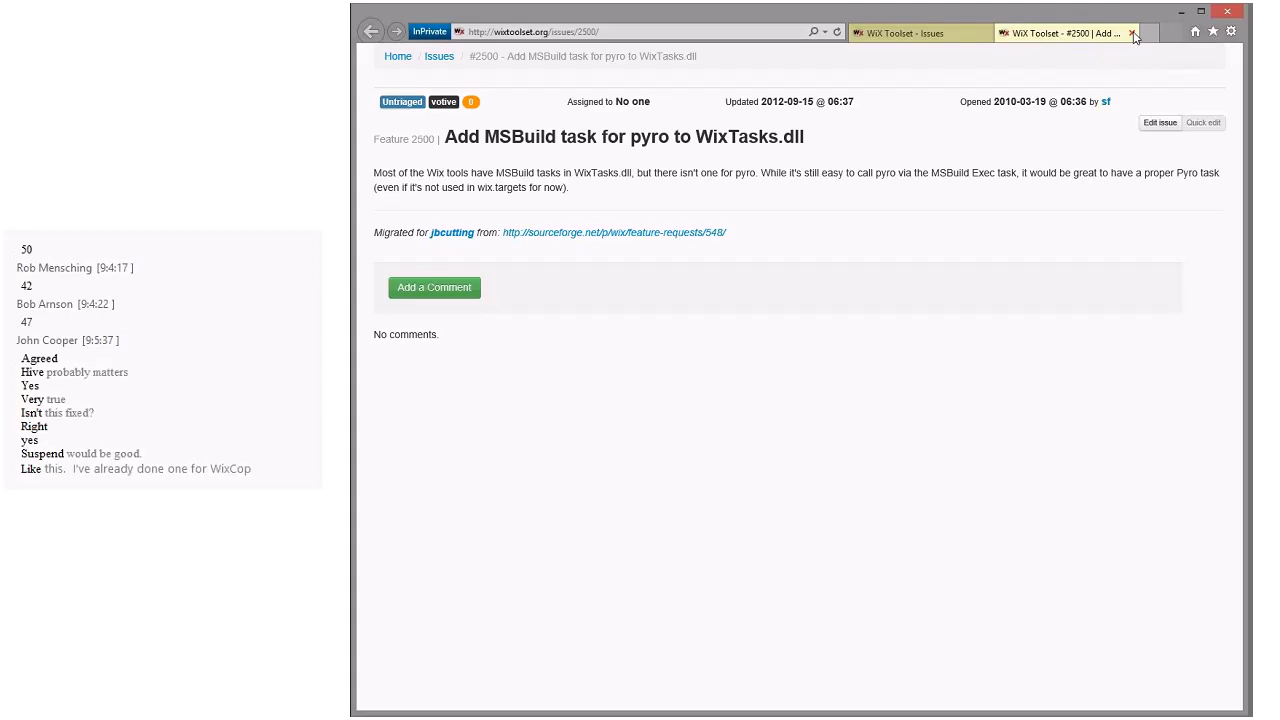 50
Rob Mensching [9:4:17 ]
42
Bob Arnson [9:4:22 ]
47
John Cooper [9:5:37 ]
Agreed
Hive probably matters
Yes
Very true
Isn't this fixed?
Right
yes
Suspend would be good.
Like this. I've already done one for WixCop
InPrivate http://wixtoolset.org/issues/2500/
WiX Toolset - Issues
WiX Toolset - #2500 | Add ...
Home / Issues / #2500 - Add MSBuild task for pyro to WixTasks.dll
Untriaged votive 0 Assigned to No one Updated 2012-09-15 @ 06:37 Opened 2010-03-19 @ 06:36 by sf
Edit issue Quick edit
Feature 2500 | Add MSBuild task for pyro to WixTasks.dll
Most of the Wix tools have MSBuild tasks in WixTasks.dll, but there isn't one for pyro. While it's still easy to call pyro via the MSBuild Exec task, it would be great to have a proper Pyro task
(even if it's not used in wix.targets for now).
Migrated for jbcutting from: http://sourceforge.net/p/wix/feature-requests/548/
Add a Comment
No comments.